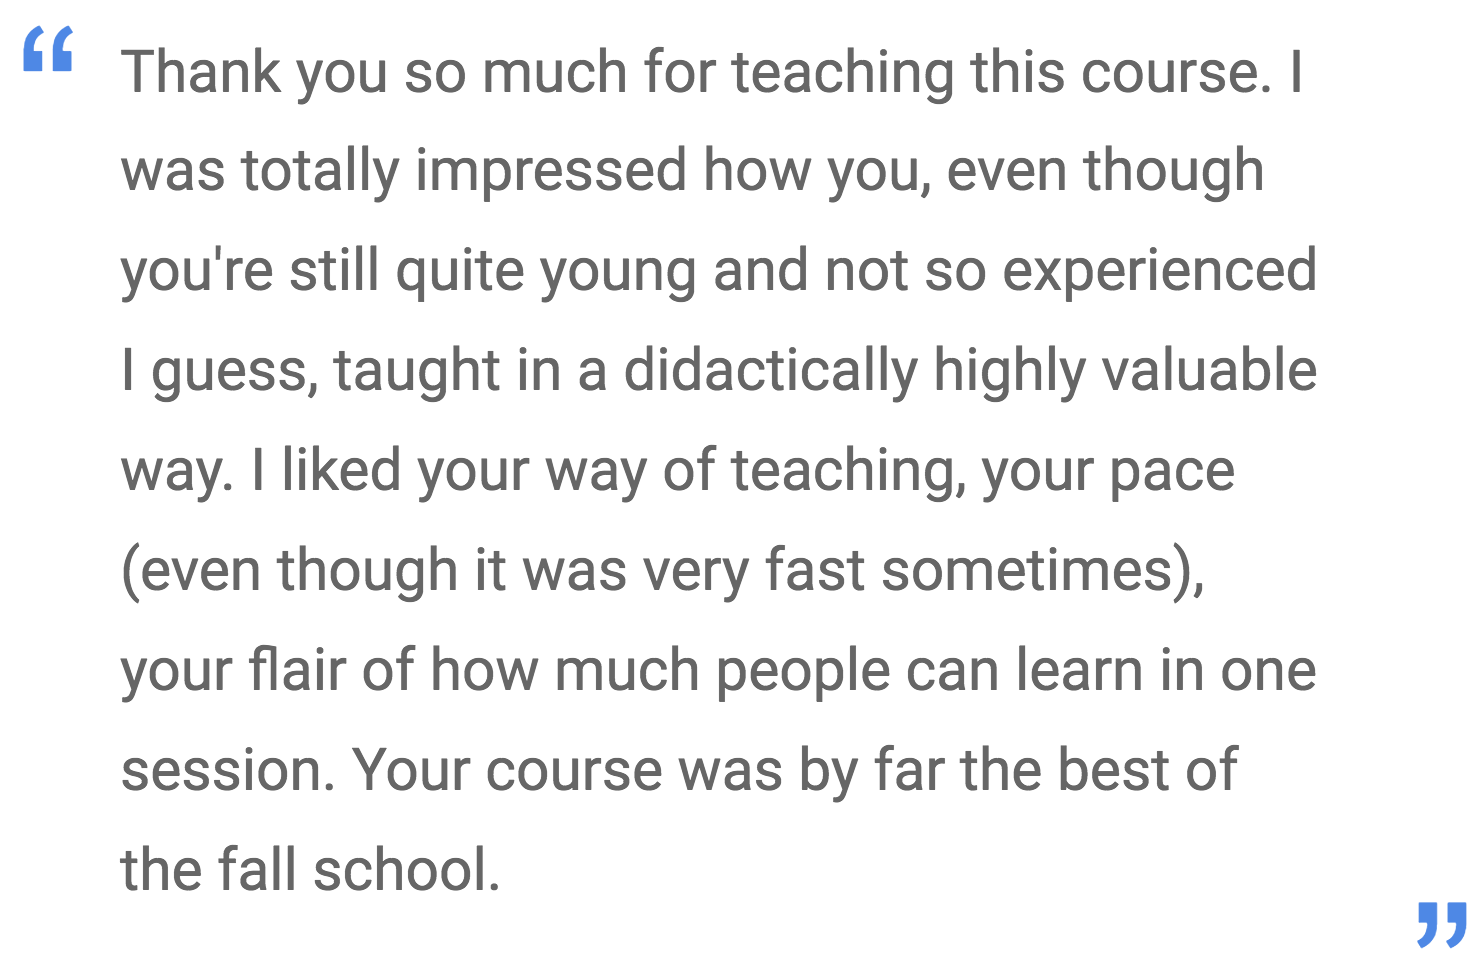 “ Thank you so much for teaching this course. I
was totally impressed how you, even though
you're still quite young and not so experienced
I guess, taught in a didactically highly valuable
way. I liked your way of teaching, your pace
(even though it was very fast sometimes),
your flair of how much people can learn in one
session. Your course was by far the best of
the fall school.
”